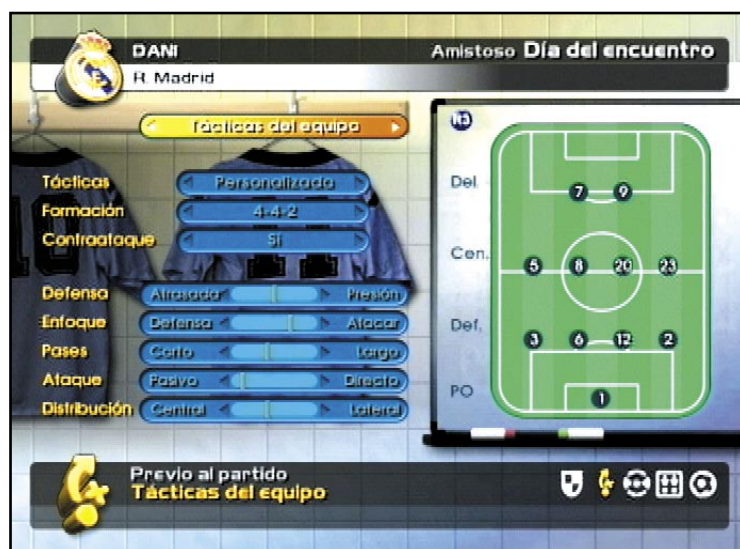 DANI
Amistoso Día del encuentro
R. Madrid
Tácticas del equipo
R3
Tácticas Personalizada
Formación 4-4-2
Contraataque SÍ
Defensa Atrasada Presión
Enfoque Defensa Atacar
Pases Corto Largo
Ataque Pasivo Directo
Distribución Central Lateral
Del.
7 9
Cen.
5 8 20 23
Def.
3 6 12 2
PO
1
Previo al partido
Tácticas del equipo